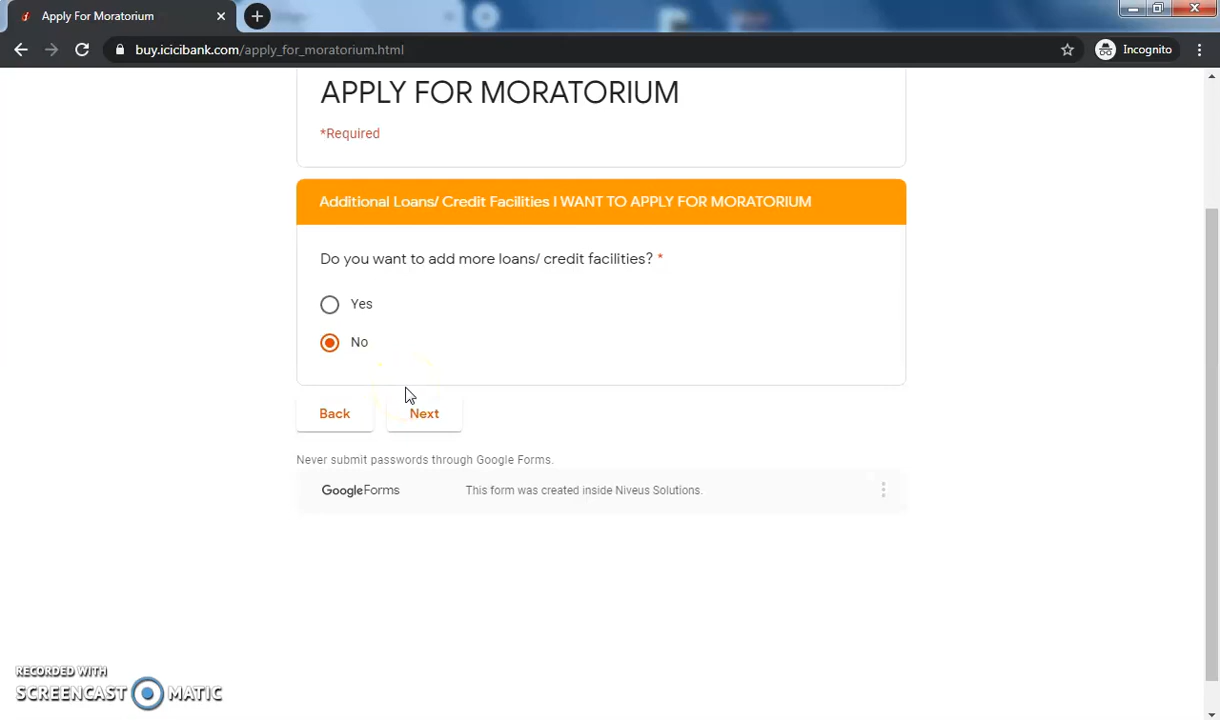 Apply For Moratorium
buy.icicibank.com/apply_for_moratorium.html
Incognito
APPLY FOR MORATORIUM
*Required
Additional Loans/ Credit Facilities I WANT TO APPLY FOR MORATORIUM
Do you want to add more loans/ credit facilities? *
Yes
No
Back Next
Never submit passwords through Google Forms.
GoogleForms This form was created inside Niveus Solutions.
RECORDED WITH
SCREENCAST MATIC